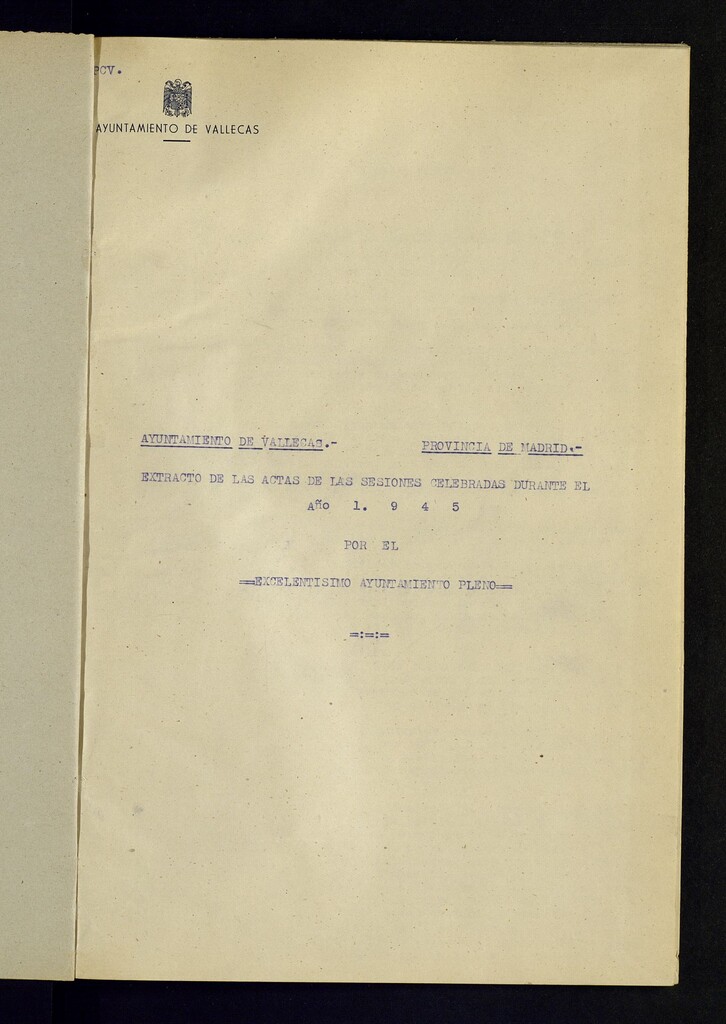 PCV.
AYUNTAMIENTO DE VALLECAS
AYUNTAMIENTO DE VALLECAS.- PROVINCIA DE MADRID.-
EXTRACTO DE LAS ACTAS DE LAS SESIONES CELEBRADAS DURANTE EL
Año 1. 9 4 5
POR EL
==EXCELENTISIMO AYUNTAMIENTO PLENO==
=:=:=